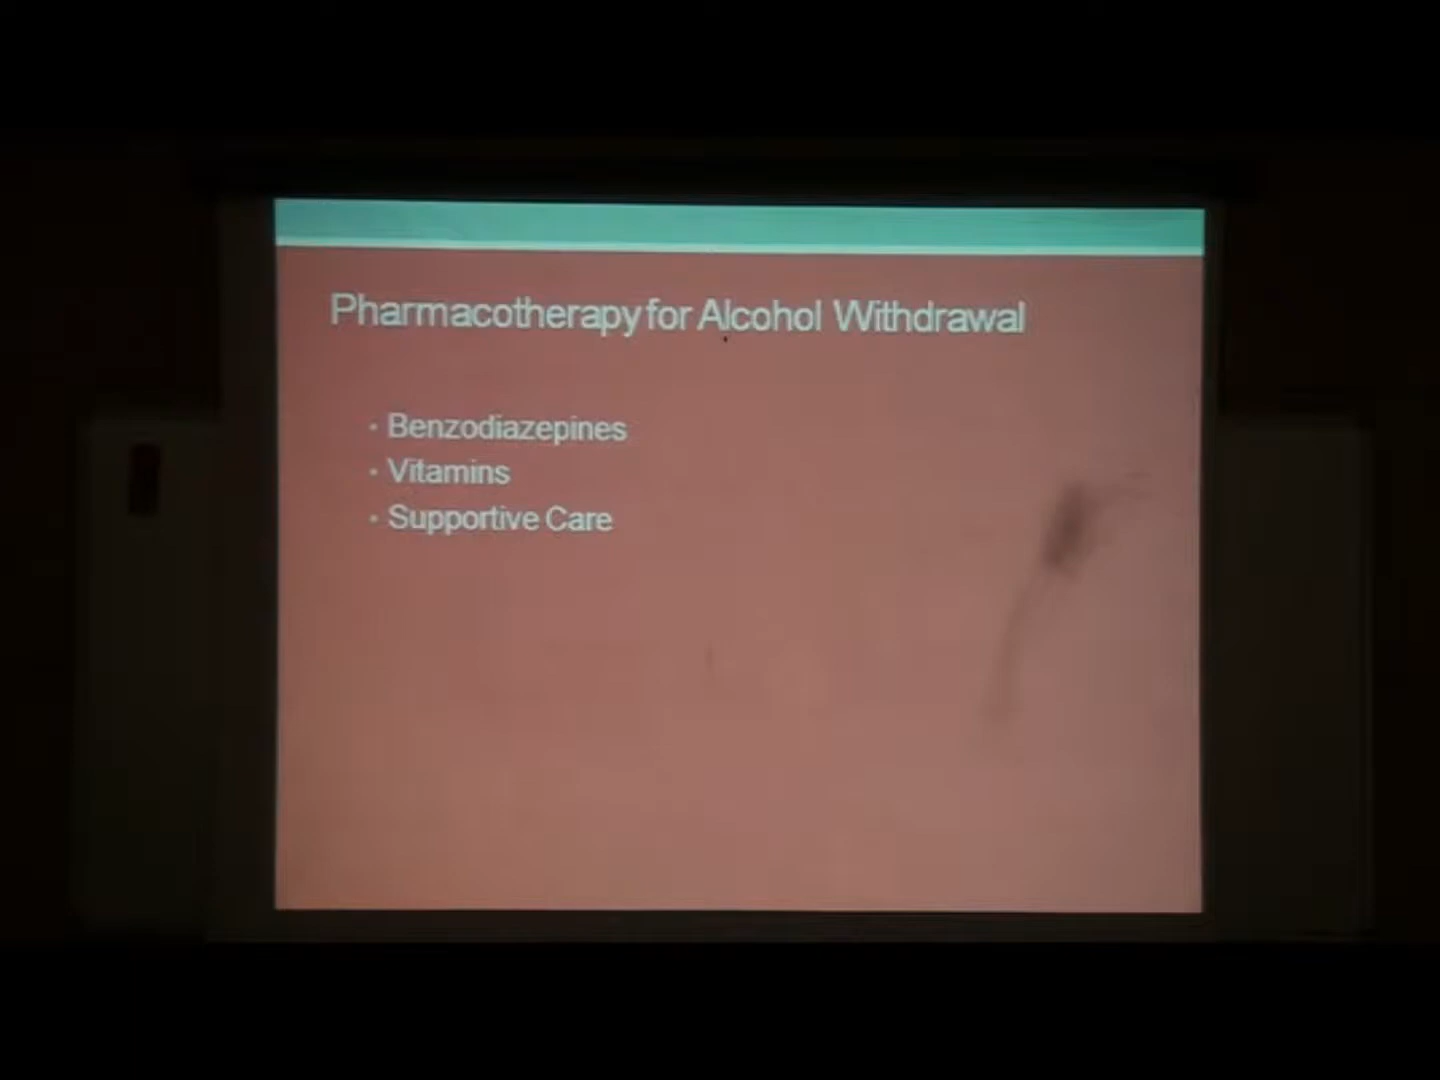 Pharmacotherapy for Alcohol Withdrawal
• Benzodiazepines
• Vitamins
• Supportive Care